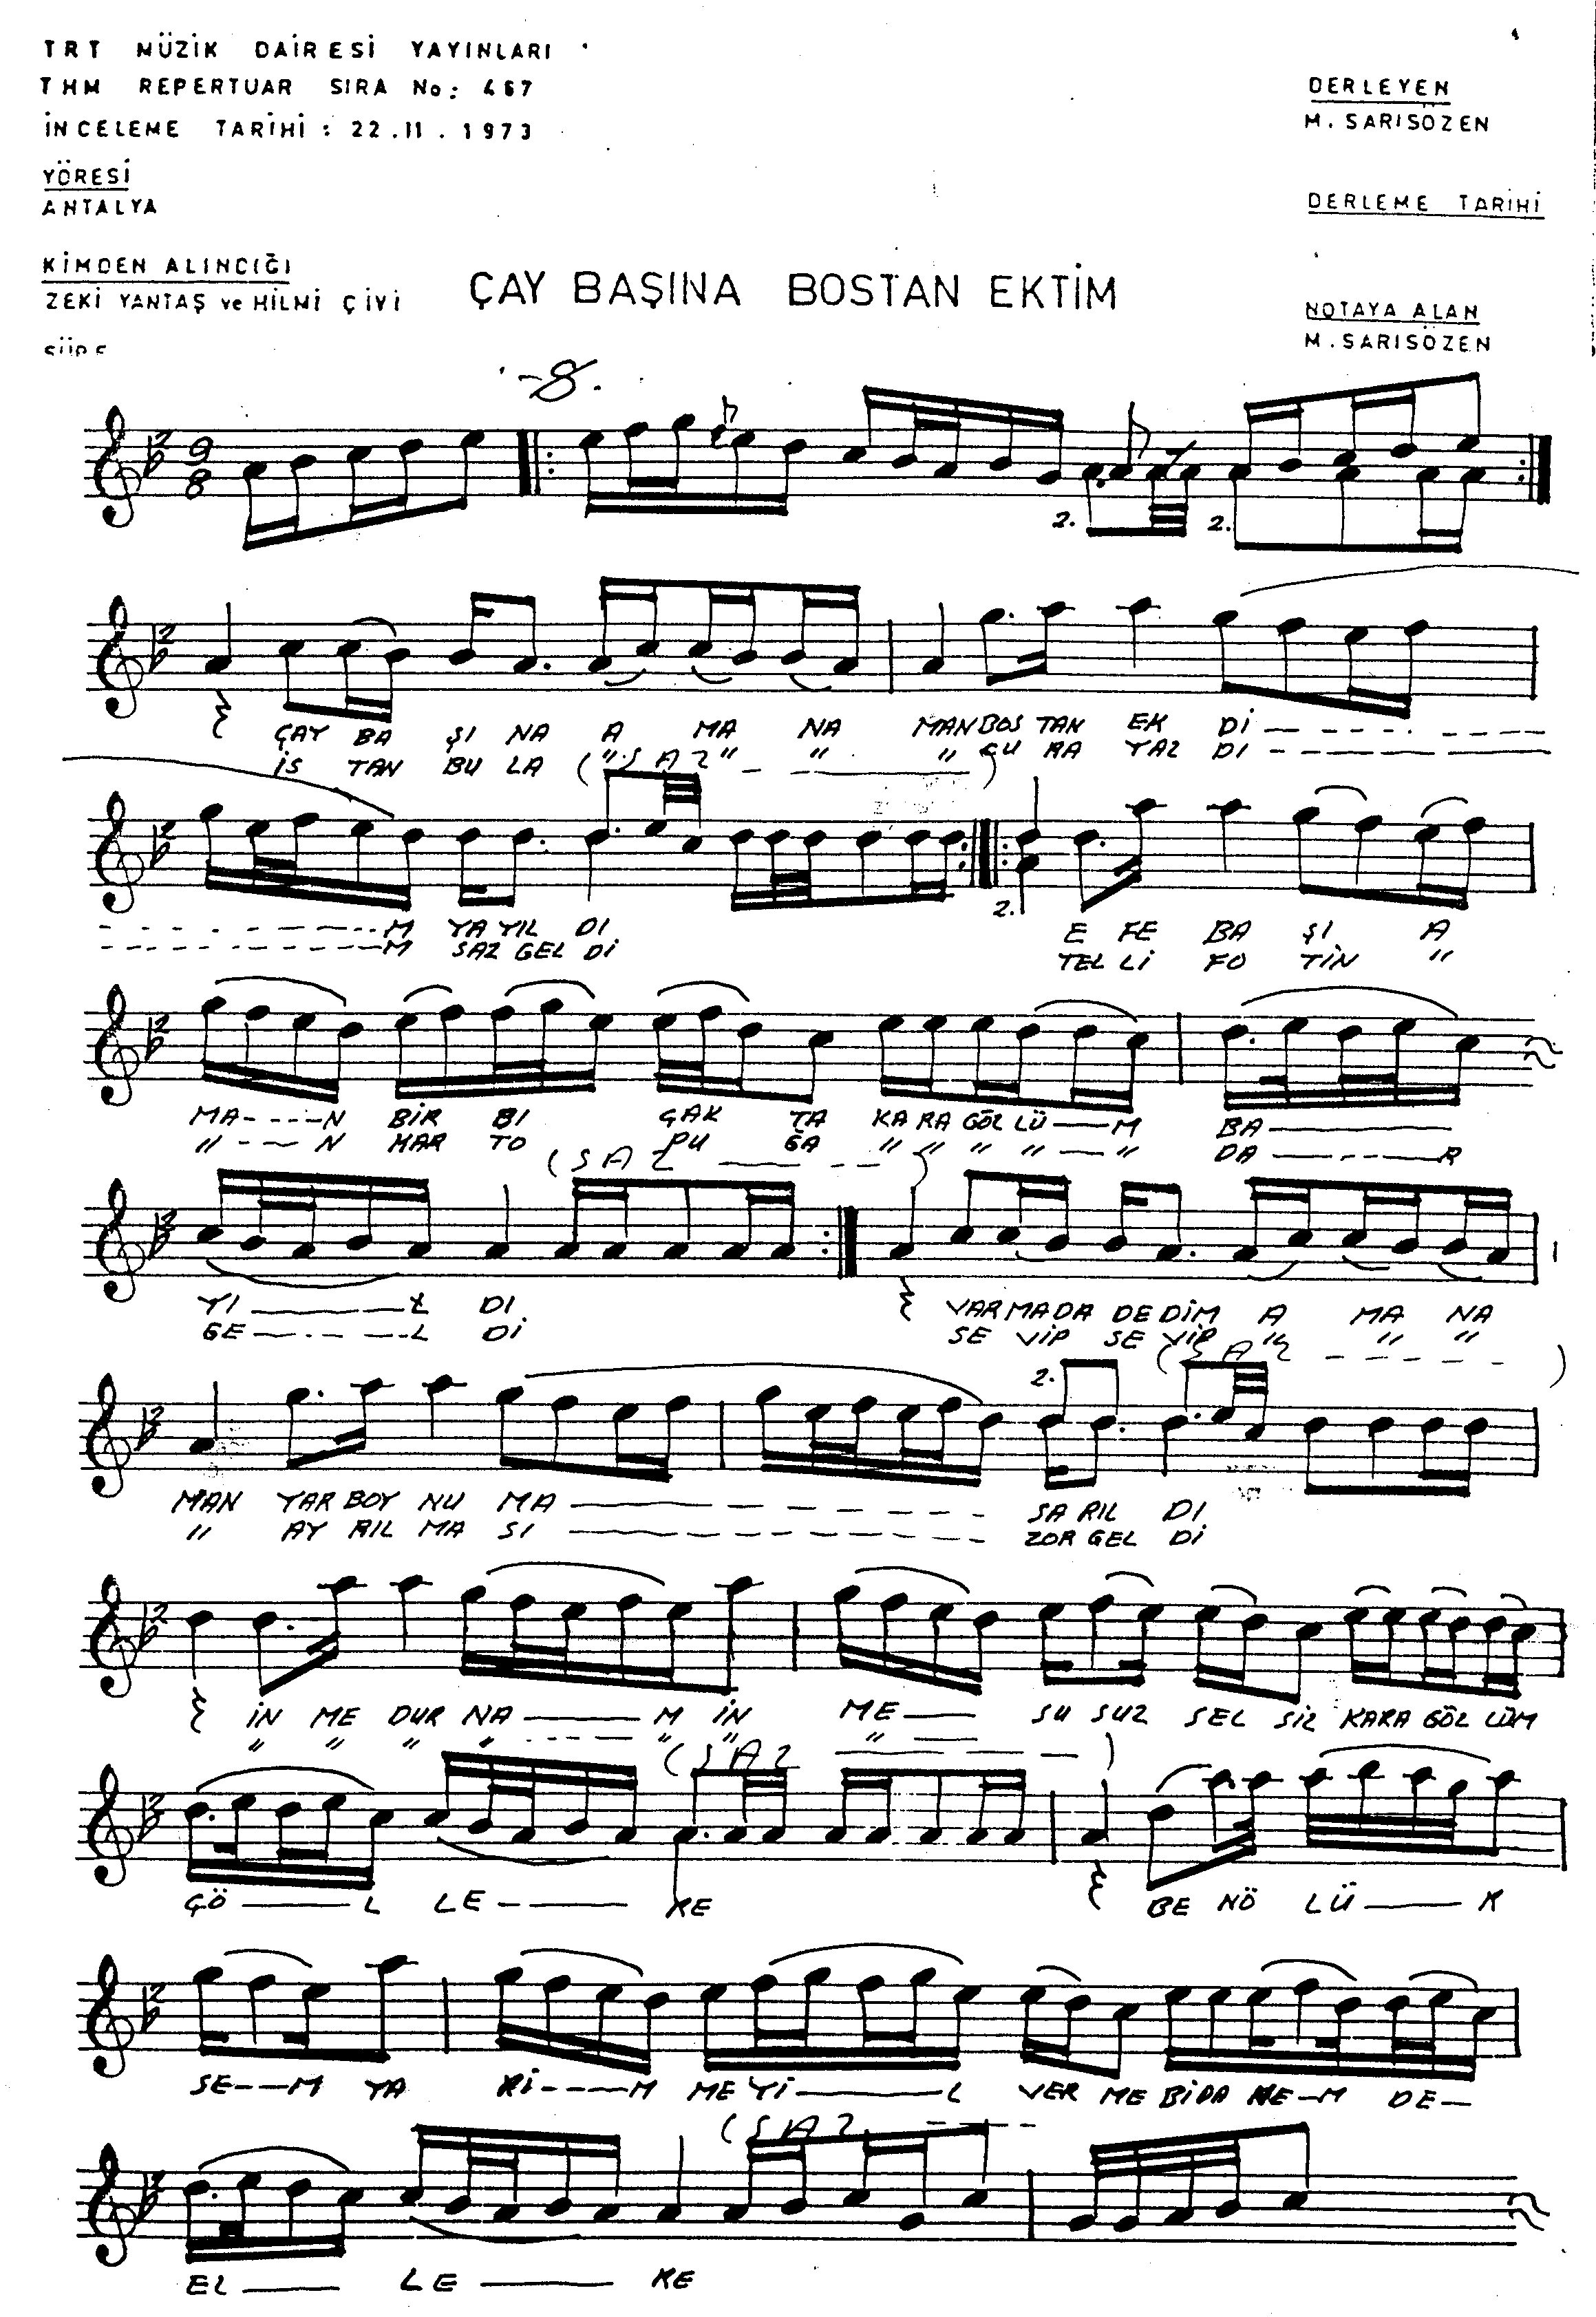 TRT MÜZİK DAİRESİ YAYINLARI
THM REPERTUAR SIRA No: 467
İNCELEME TARİHİ : 22.11.1973
YÖRESİ
ANTALYA
KİMDEN ALINDIĞI
ZEKİ YANTAŞ ve HİLMİ ÇİVİ
DERLEYEN
M. SARISÖZEN
DERLEME TARİHİ
NOTAYA ALAN
M. SARISÖZEN
ÇAY BAŞINA BOSTAN EKTİM
9
8
2. 2.
ÇAY BA ŞI NA A MA NA MAN BOS TAN EK DI
İS TAN BU LA " " " " GU RA YAZ DI
(SAZ)
M YA YIL DI E FE BA ŞI A
M SAZ GEL Dİ TEL Lİ FO TİN "
2.
MA----N BİR BI ÇAK TA KA RA GÖL LÜ--M BA
" --- N MAR TO PU ĞA " " " " -- " DA ---R
(SAZ)
YI ----L DI VAR MA DA DE DİM A MA NA
GE ----L Dİ SE VİP SE VİP " " "
(SAZ)
2.
MAN YAR BOY NU MA ---- SA RIL DI
" AY RIL MA SI ---- ZOR GEL Dİ
İN ME DUR NA ---- M İN ME -- SU SUZ SEL SİZ KARA GÖL LÜM
" " " " ---- " " " --
(SAZ)
GÖ --- L LE ---- KE BE NÖ LÜ --- K
SE---M YA Rİ----M ME Yİ----L VER ME BİDA NE--M DE--
(SAZ)
EL --- LE --- KE